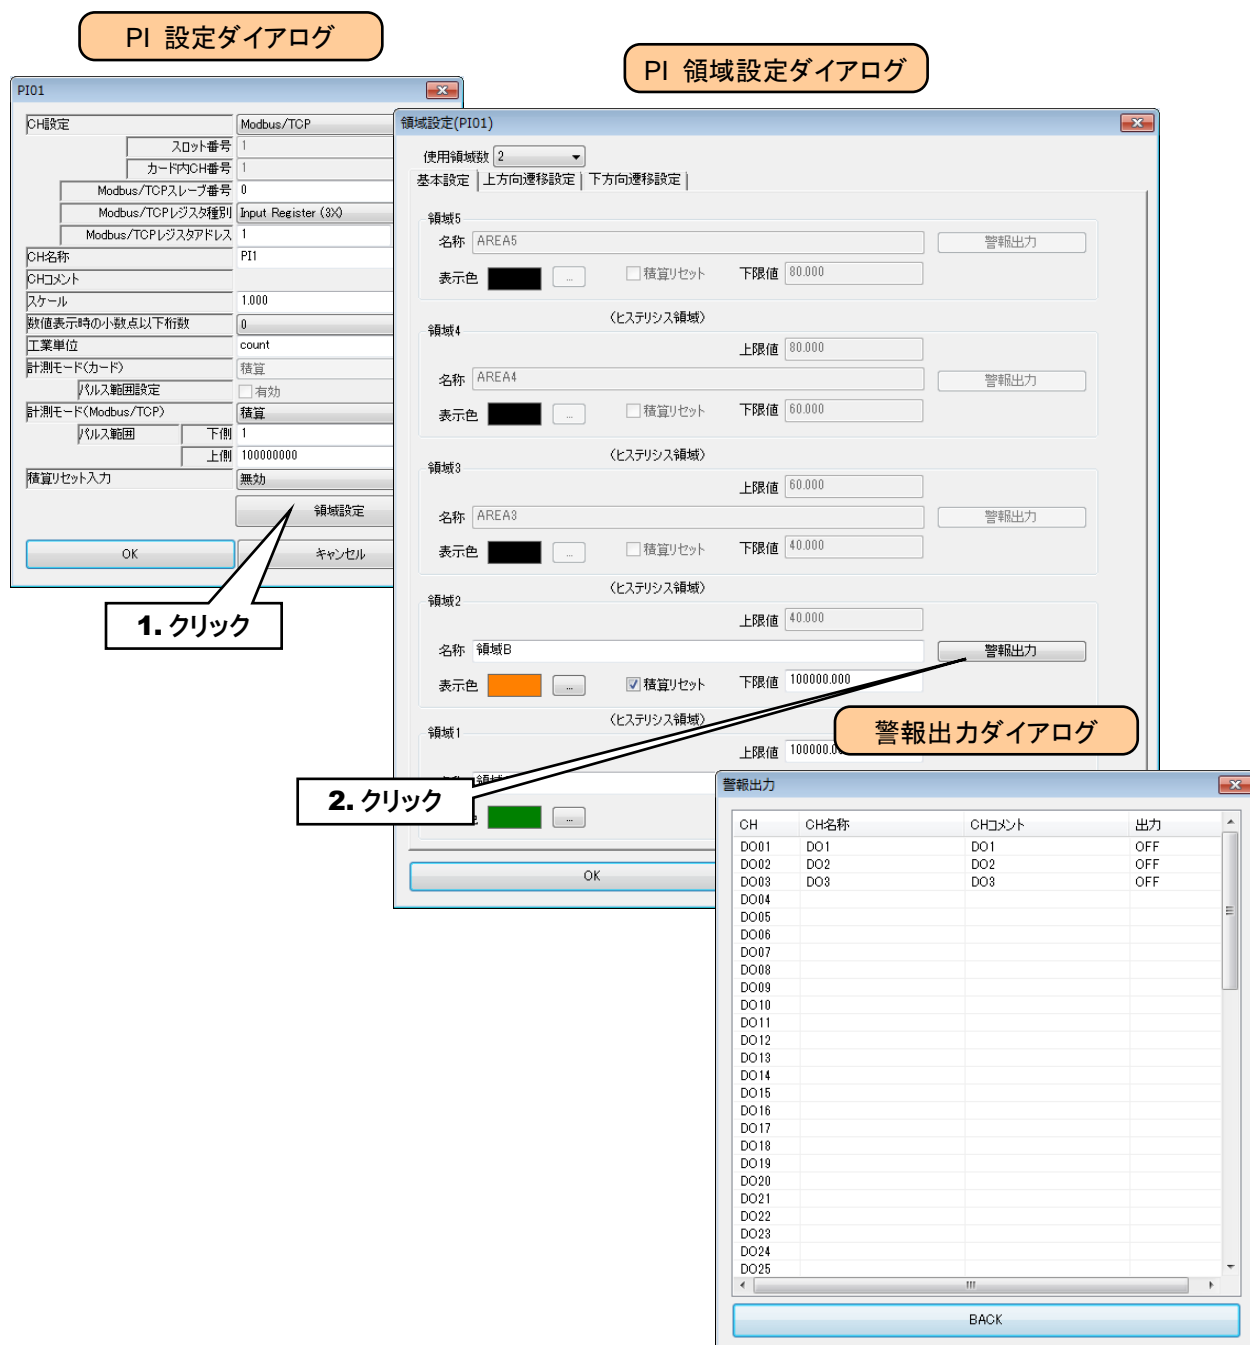 PI 設定ダイアログ
PI 領域設定ダイアログ
PI01
CH設定 Modbus/TCP
スロット番号 1
カード内CH番号 1
Modbus/TCPスレーブ番号 0
Modbus/TCPレジスタ種別 Input Register (3X)
Modbus/TCPレジスタアドレス 1
CH名称 PI1
CHコメント
スケール 1.000
数値表示時の小数点以下桁数 0
工業単位 count
計測モード(カード) 積算
パルス範囲設定 有効
計測モード(Modbus/TCP) 積算
パルス範囲 下側 1
上側 100000000
積算リセット入力 無効
領域設定
OK キャンセル
1. クリック
領域設定(PI01)
使用領域数 2
基本設定 上方向遷移設定 下方向遷移設定
領域5
名称 AREA5 警報出力
表示色 ... 積算リセット 下限値 80.000
(ヒステリシス領域)
領域4
上限値 80.000
名称 AREA4 警報出力
表示色 ... 積算リセット 下限値 60.000
(ヒステリシス領域)
領域3
上限値 60.000
名称 AREA3 警報出力
表示色 ... 積算リセット 下限値 40.000
(ヒステリシス領域)
領域2
上限値 40.000
名称 領域B 警報出力
表示色 ... 積算リセット 下限値 100000.000
(ヒステリシス領域)
領域1
上限値 100000.0
...
OK
2. クリック
警報出力ダイアログ
警報出力
CH CH名称 CHコメント 出力
DO01 DO1 DO1 OFF
DO02 DO2 DO2 OFF
DO03 DO3 DO3 OFF
DO04
DO05
DO06
DO07
DO08
DO09
DO10
DO11
DO12
DO13
DO14
DO15
DO16
DO17
DO18
DO19
DO20
DO21
DO22
DO23
DO24
DO25
BACK